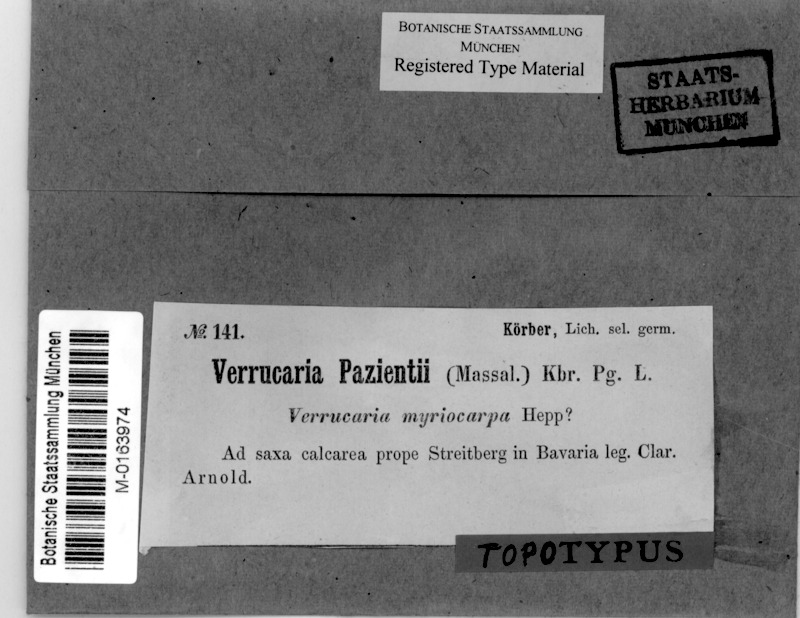 BOTANISCHE STAATSSAMMLUNG
MÜNCHEN
Registered Type Material
STAATS-
HERBARIUM
MÜNCHEN
Botanische Staatssammlung München
M-0163974
№. 141.
Körber, Lich. sel. germ.
Verrucaria Pazientii (Massal.) Kbr. Pg. L.
Verrucaria myriocarpa Hepp?
Ad saxa calcarea prope Streitberg in Bavaria leg. Clar.
Arnold.
TOPOTYPUS